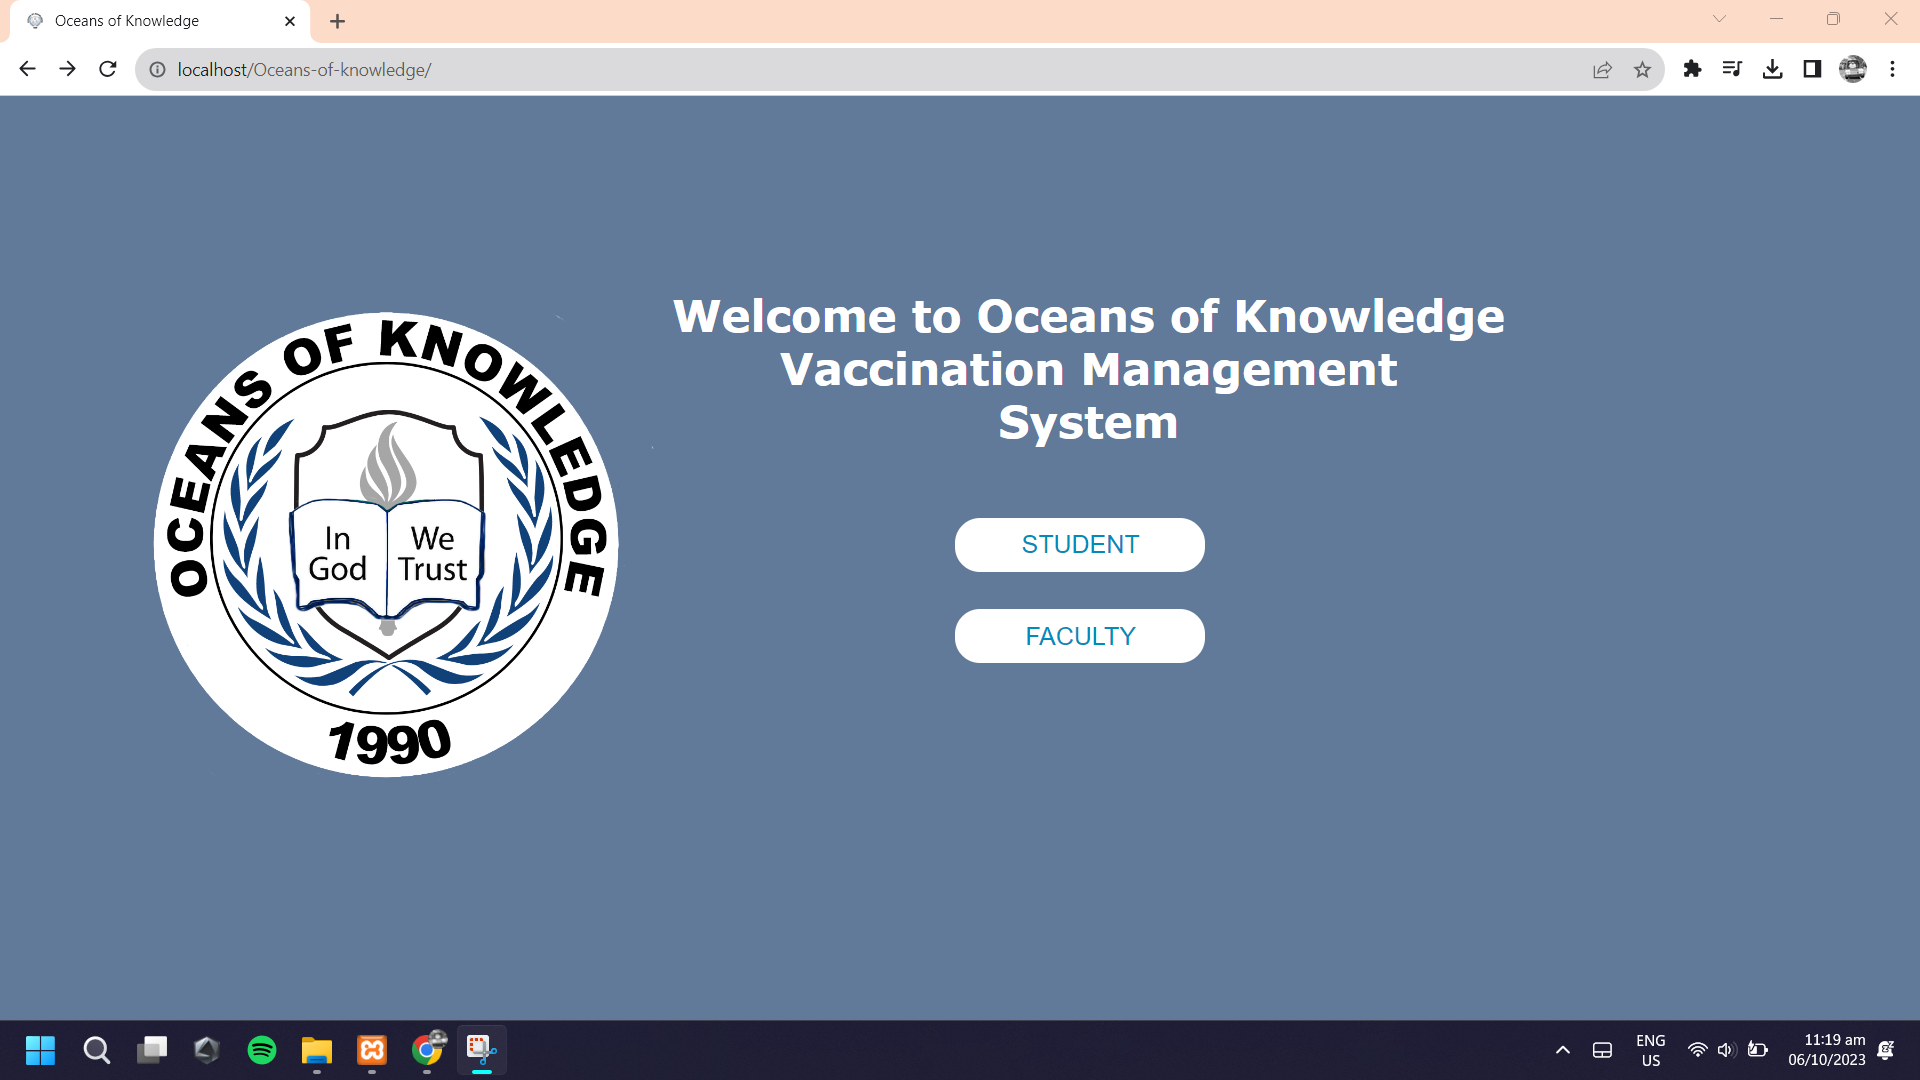 Oceans of Knowledge
localhost/Oceans-of-knowledge/
Welcome to Oceans of Knowledge
Vaccination Management
System
OCEANS OF KNOWLEDGE
In We
God Trust
1990
STUDENT
FACULTY
ENG
US
11:19 am
06/10/2023